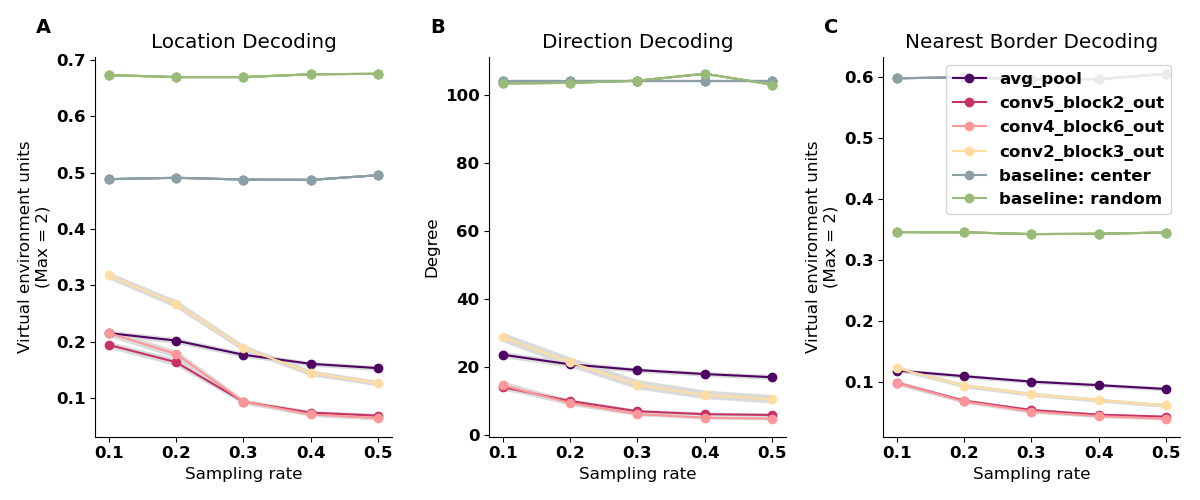 A
Location Decoding
0.7
0.6
0.5
0.4
0.3
0.2
0.1
Virtual environment units
(Max = 2)
0.1 0.2 0.3 0.4 0.5
Sampling rate
B
Direction Decoding
100
80
60
40
20
0
Degree
0.1 0.2 0.3 0.4 0.5
Sampling rate
C
Nearest Border Decoding
0.6
0.5
0.4
0.3
0.2
0.1
Virtual environment units
(Max = 2)
avg_pool
conv5_block2_out
conv4_block6_out
conv2_block3_out
baseline: center
baseline: random
0.1 0.2 0.3 0.4 0.5
Sampling rate